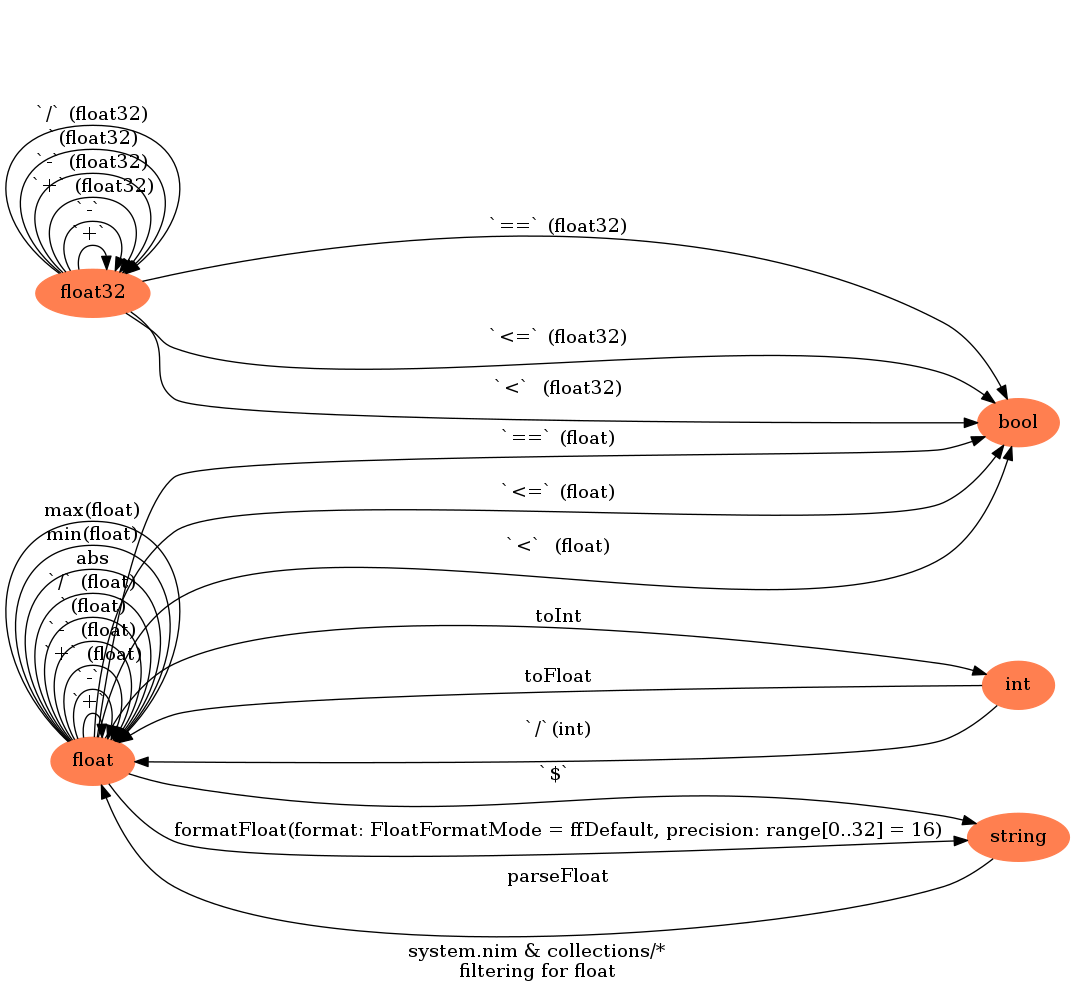 `/` (float32)
` (float32)
`-` (float32)
`+` (float32)
`-`
`+`
float32
`==` (float32)
`<=` (float32)
`<`  (float32)
bool
`==` (float)
`<=` (float)
`<`  (float)
max(float)
min(float)
abs
`/` (float)
` (float)
`-` (float)
`+` (float)
`-`
`+`
float
toInt
toFloat
int
`/`(int)
`$`
formatFloat(format: FloatFormatMode = ffDefault, precision: range[0..32] = 16)
string
parseFloat
system.nim & collections/*
filtering for float